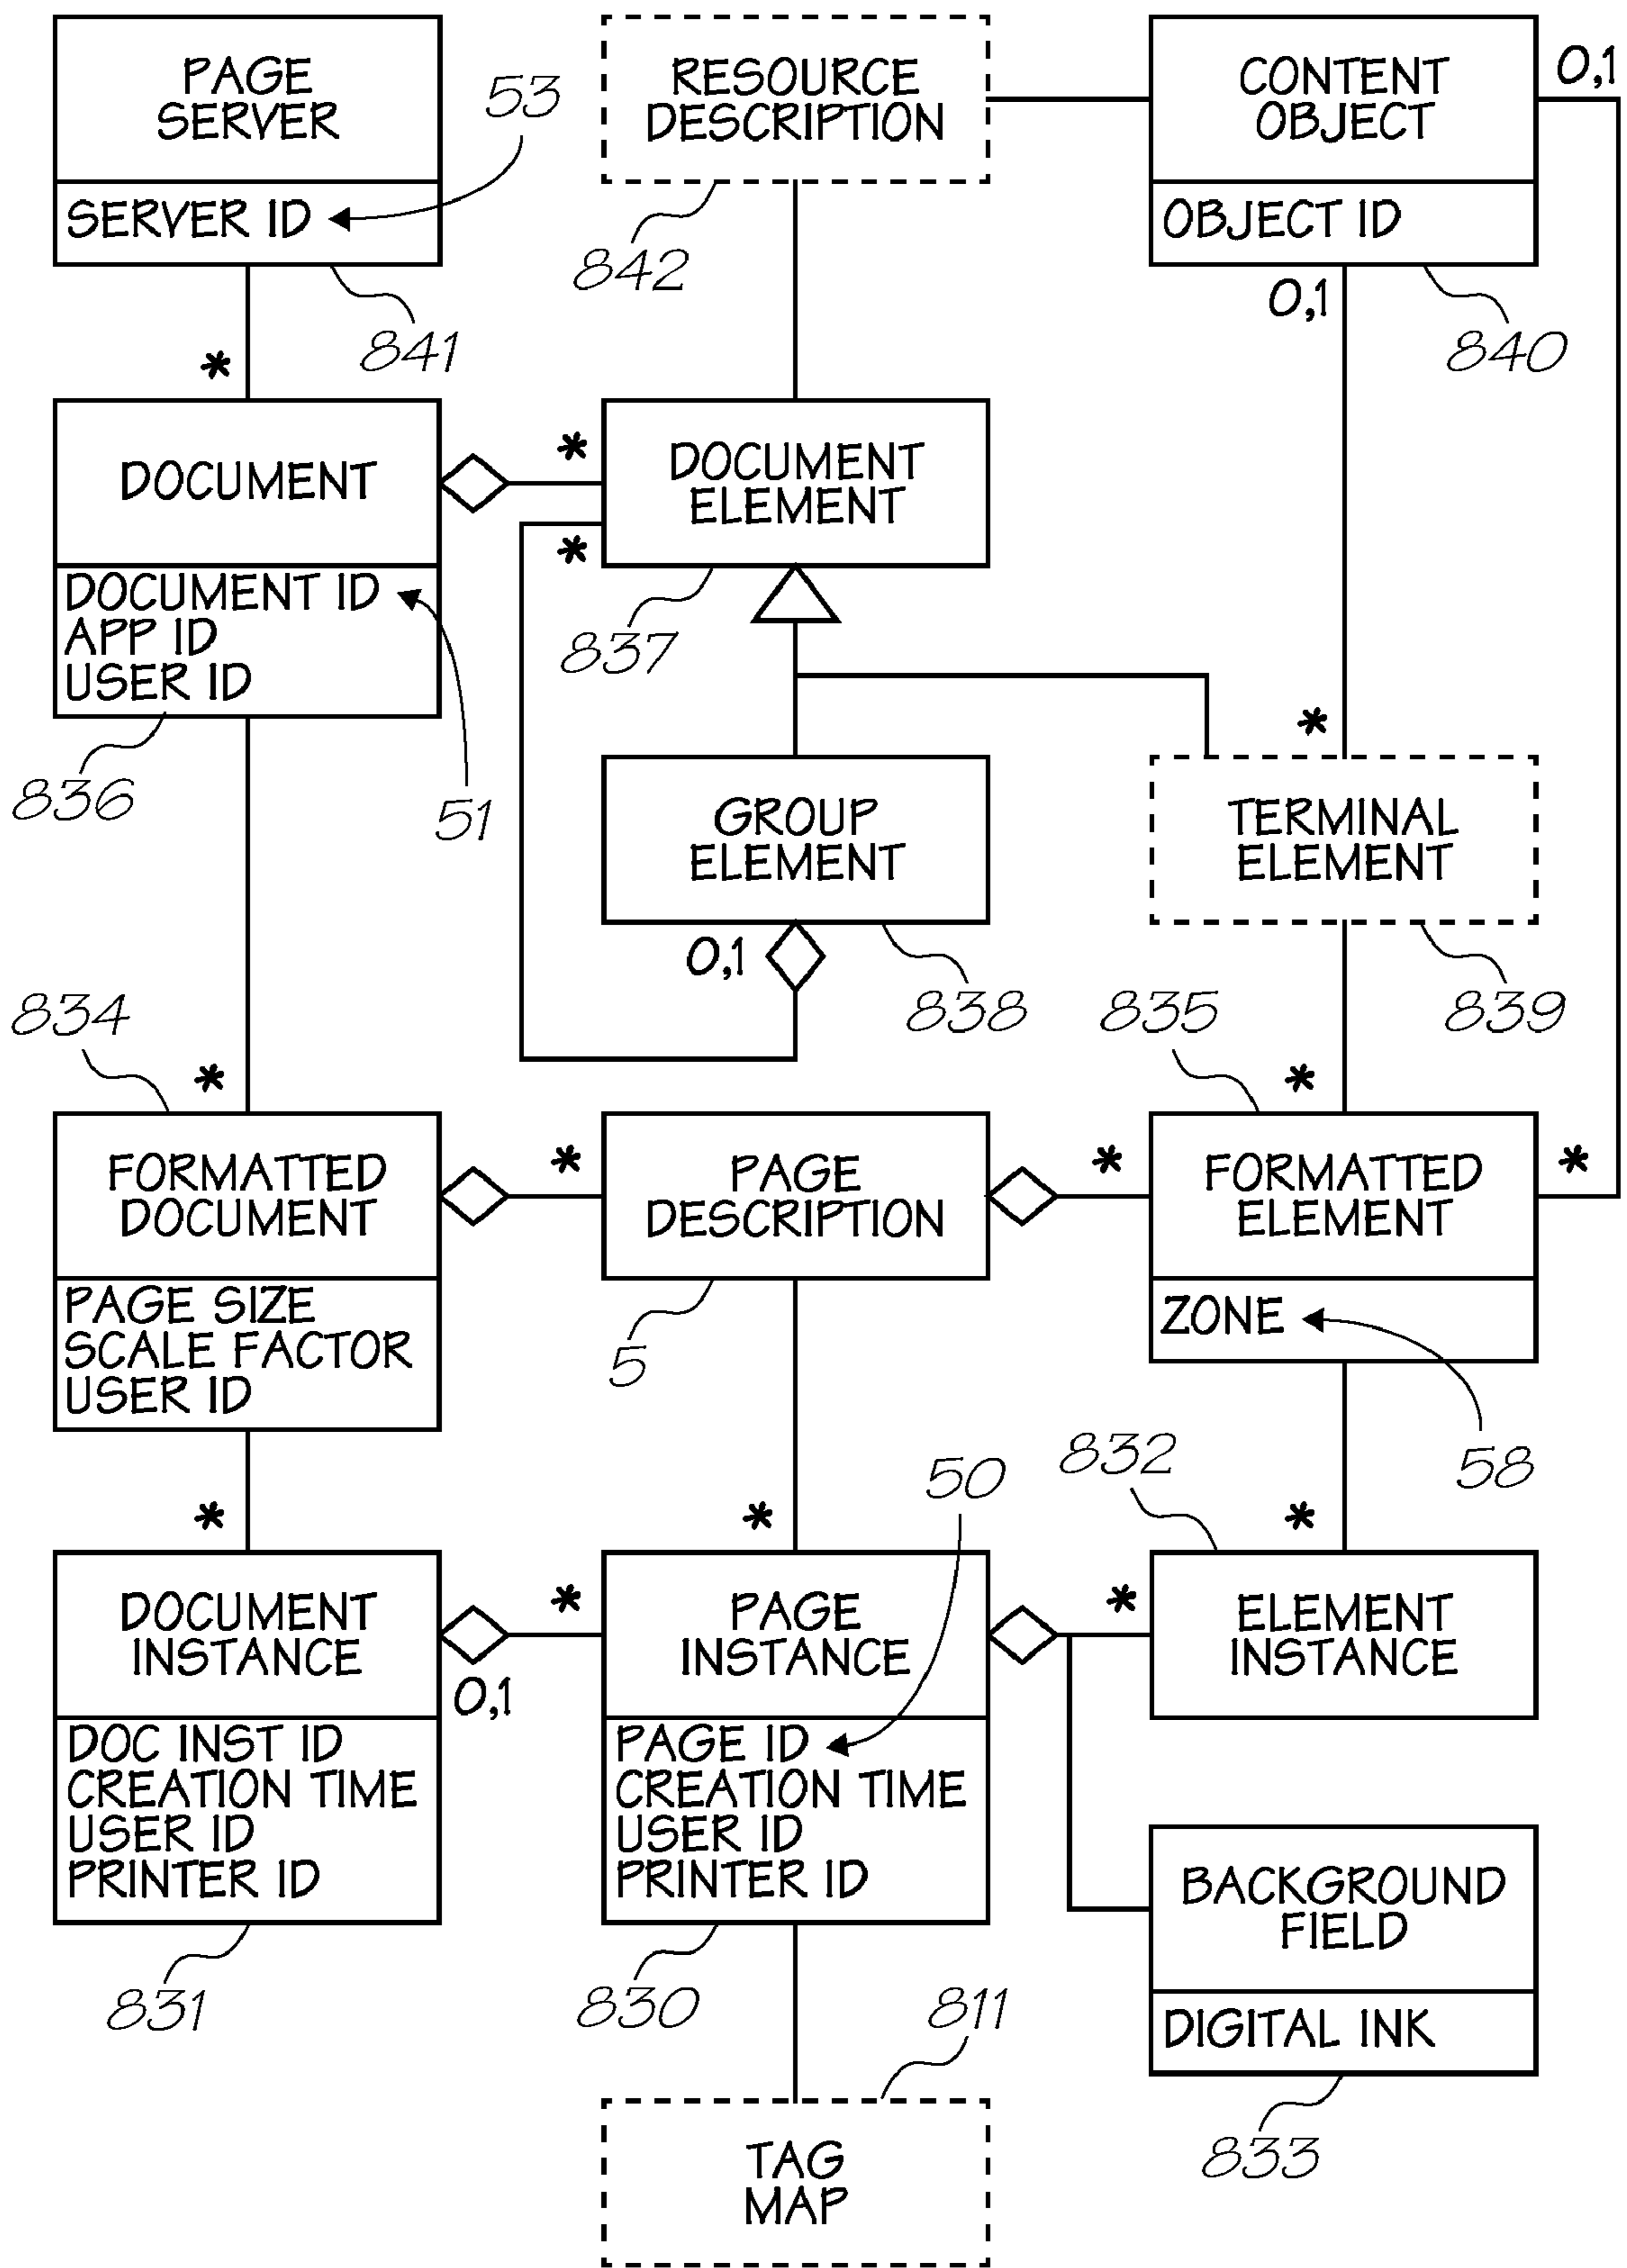 PAGE
SERVER
SERVER ID
53
841
RESOURCE
DESCRIPTION
842
CONTENT
OBJECT
OBJECT ID
0,1
0,1
840
*
DOCUMENT
DOCUMENT ID
APP ID
USER ID
836
51
*
*
DOCUMENT
ELEMENT
837
GROUP
ELEMENT
0,1
838
*
TERMINAL
ELEMENT
839
834
*
FORMATTED
DOCUMENT
PAGE SIZE
SCALE FACTOR
USER ID
*
PAGE
DESCRIPTION
5
835
*
*
FORMATTED
ELEMENT
*
ZONE
58
*
DOCUMENT
INSTANCE
0,1
DOC INST ID
CREATION TIME
USER ID
PRINTER ID
831
50
*
*
PAGE
INSTANCE
PAGE ID
CREATION TIME
USER ID
PRINTER ID
830
832
*
*
ELEMENT
INSTANCE
BACKGROUND
FIELD
DIGITAL INK
833
811
TAG
MAP